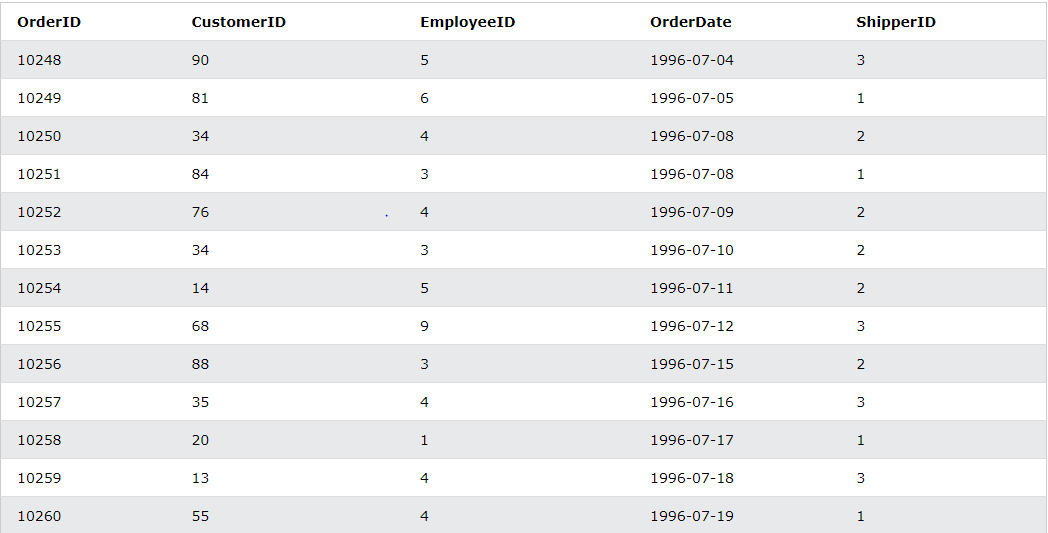 OrderID CustomerID EmployeeID OrderDate ShipperID
10248 90 5 1996-07-04 3
10249 81 6 1996-07-05 1
10250 34 4 1996-07-08 2
10251 84 3 1996-07-08 1
10252 76 4 1996-07-09 2
10253 34 3 1996-07-10 2
10254 14 5 1996-07-11 2
10255 68 9 1996-07-12 3
10256 88 3 1996-07-15 2
10257 35 4 1996-07-16 3
10258 20 1 1996-07-17 1
10259 13 4 1996-07-18 3
10260 55 4 1996-07-19 1